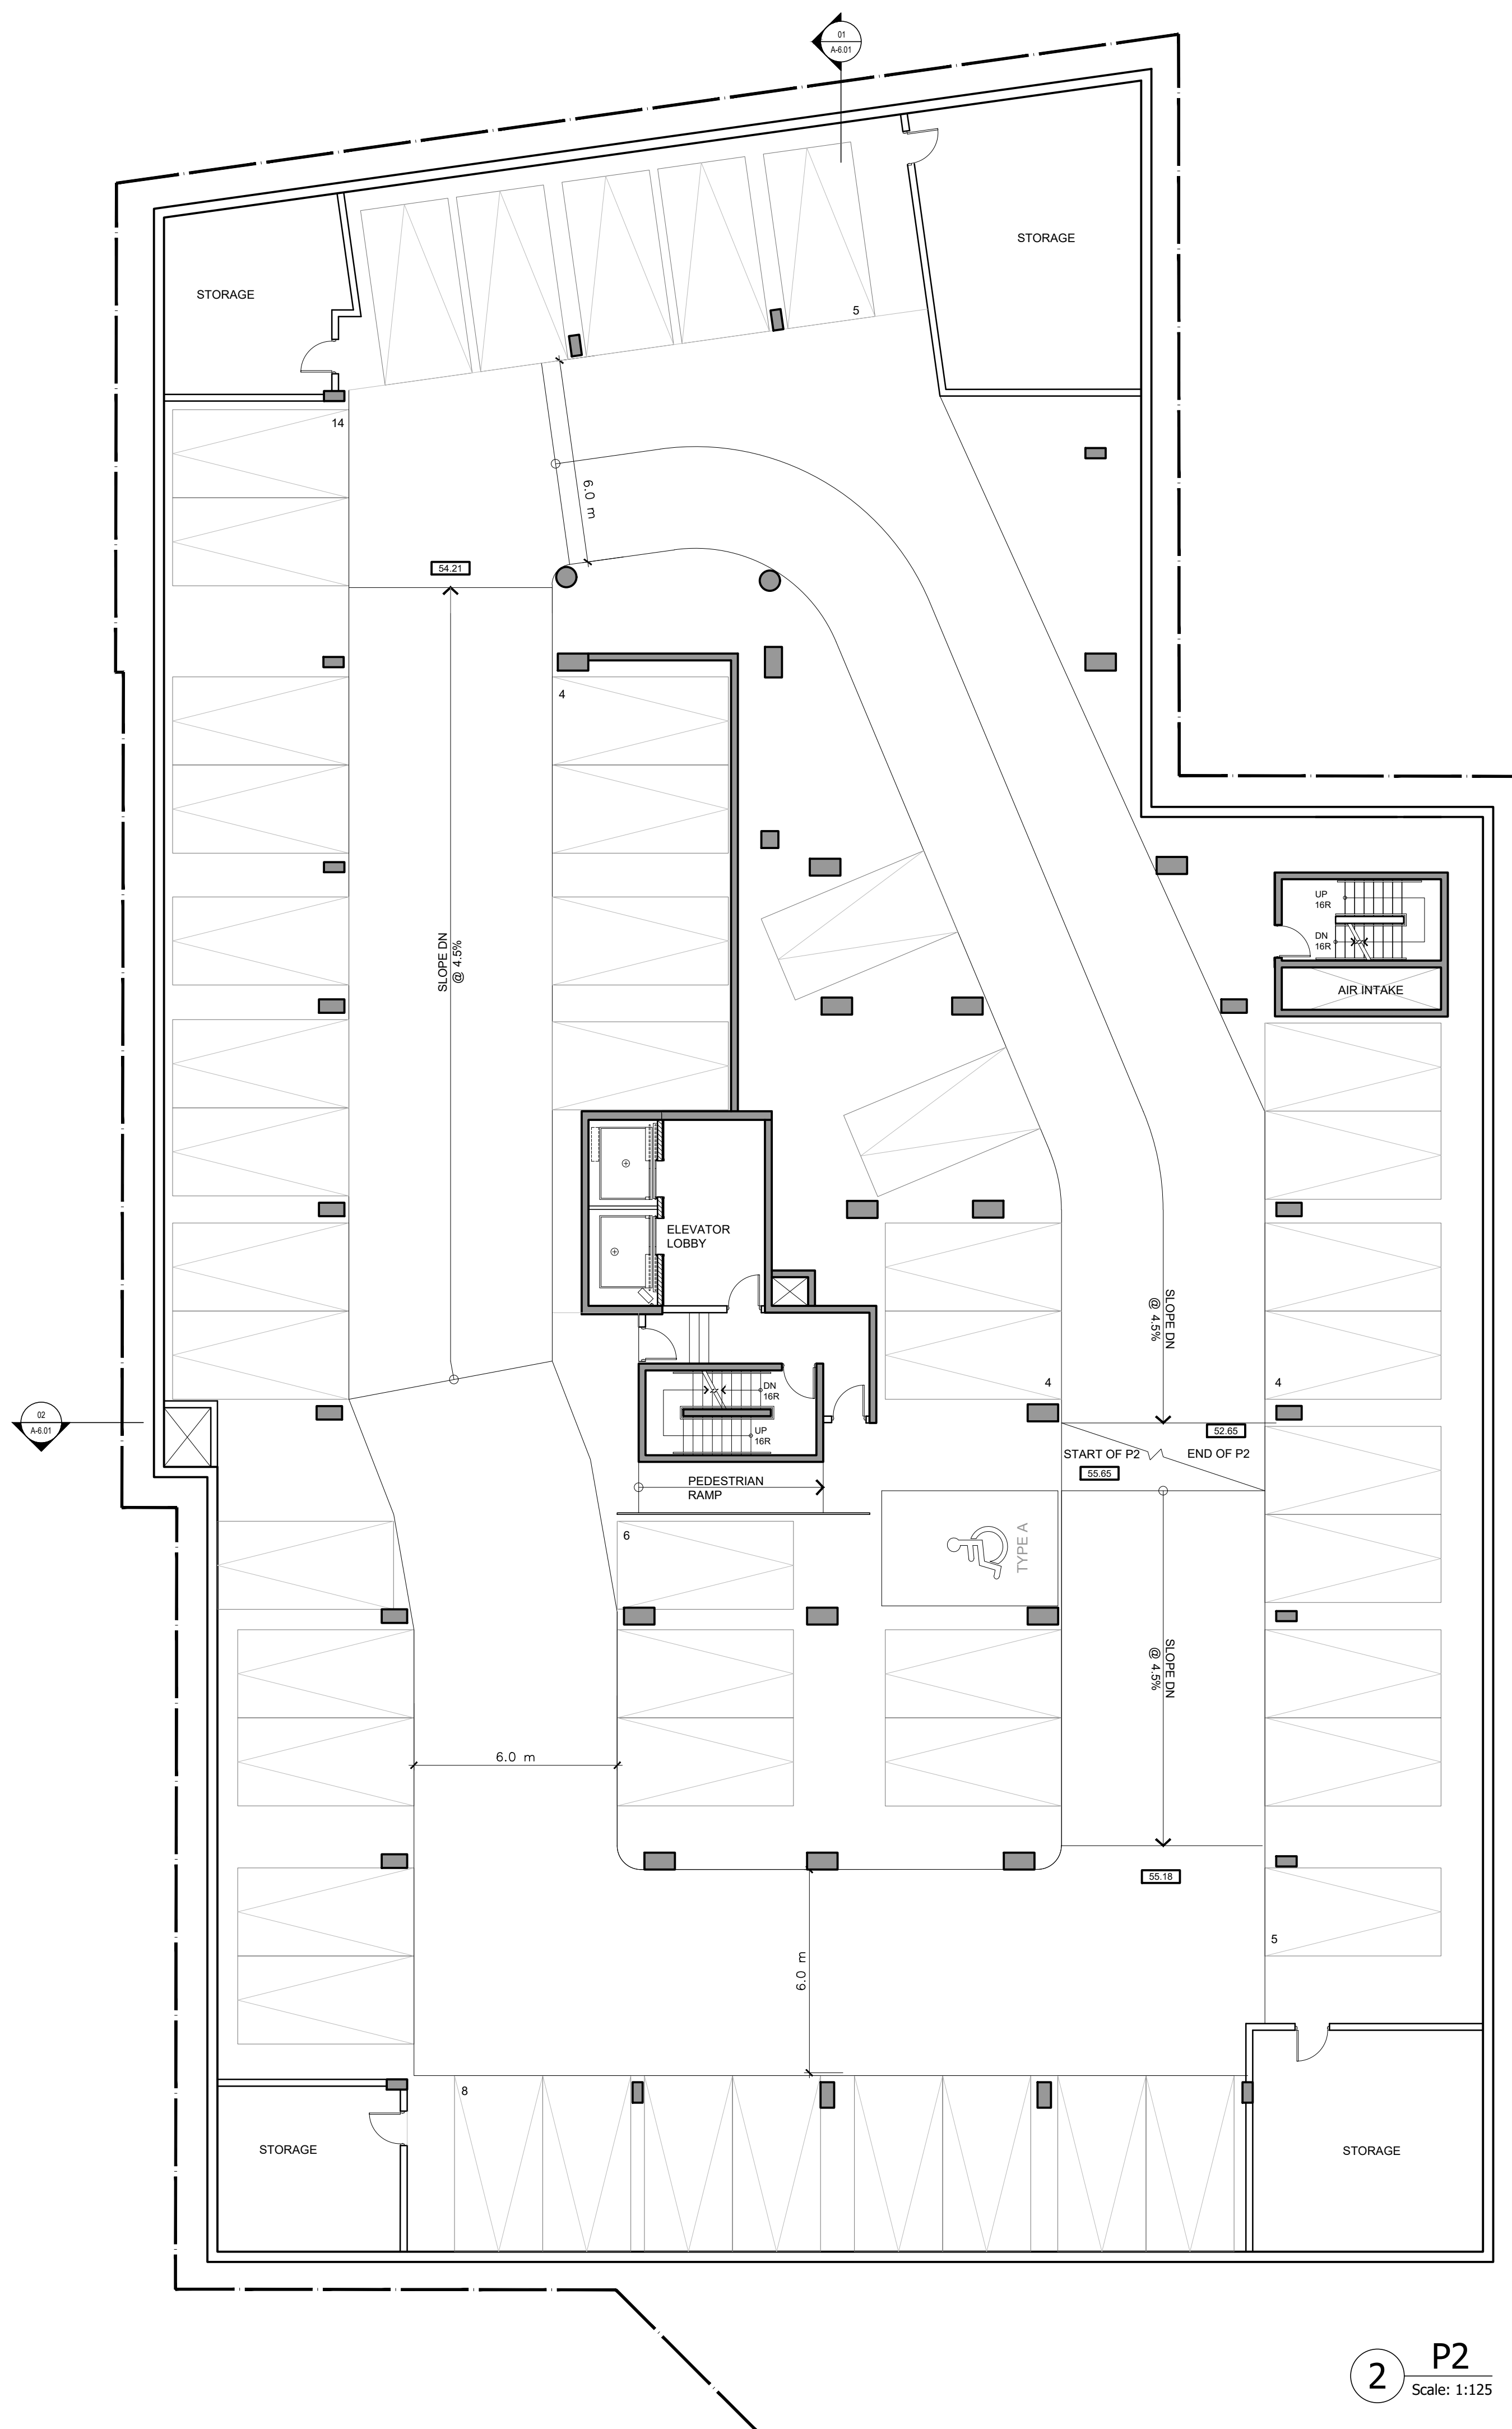 01
A-6.01
STORAGE
STORAGE
5
14
6.0 m
54.21
4
SLOPE DN
@ 4.5%
UP
16R
DN
16R
AIR INTAKE
ELEVATOR
LOBBY
SLOPE DN
@ 4.5%
4
4
DN
16R
UP
16R
02
A-6.01
52.65
START OF P2
END OF P2
55.65
PEDESTRIAN
RAMP
6
TYPE A
SLOPE DN
@ 4.5%
6.0 m
55.18
5
6.0 m
8
STORAGE
STORAGE
2
P2
Scale: 1:125